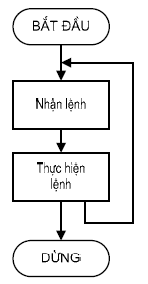 BẮT ĐẦU
Nhận lệnh
Thực hiện
lệnh
DỪNG